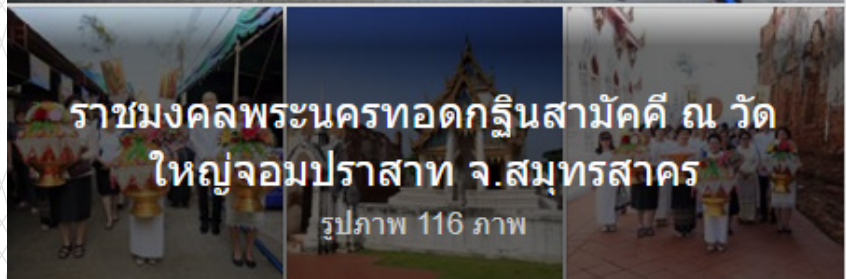 ราชมงคลพระนครทอดกฐินสามัคคี ณ วัด
ใหญ่จอมปราสาท จ.สมุทรสาคร
รูปภาพ 116 ภาพ